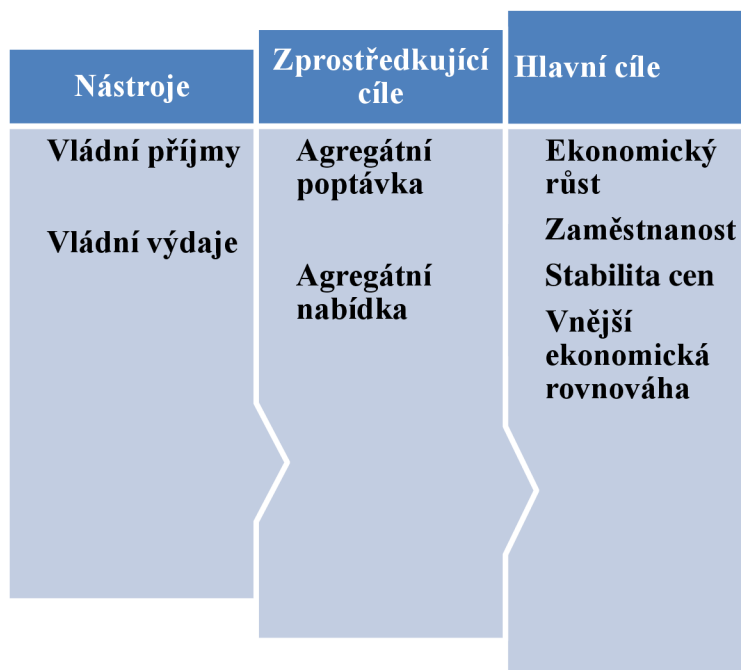 Nástroje
Vládní příjmy
Vládní výdaje
Zprostředkující
cíle
Agregátní
poptávka
Agregátní
nabídka
Hlavní cíle
Ekonomický
růst
Zaměstnanost
Stabilita cen
Vnější
ekonomická
rovnováha